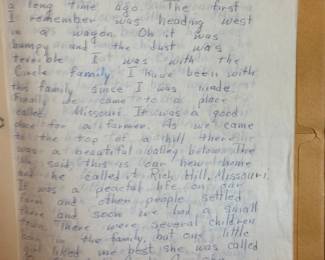 a long time ago. The first
I remember was heading west
in a wagon. Oh it was
bumpy and the dust was
terrible. I was with the
Circle family. I have been with
this family since I was made
Finally we came to a place
called Missouri. It was a good
place for a farmer. As we came
to the top of a hill there
was a beautiful valley below. The
said this is our new home
and he called it Rich Hill, Missouri.
It was a peaceful life on our
farm and other people settled
there and soon we had a small
town. There were several children
in the family, but one little
liked me best she was called